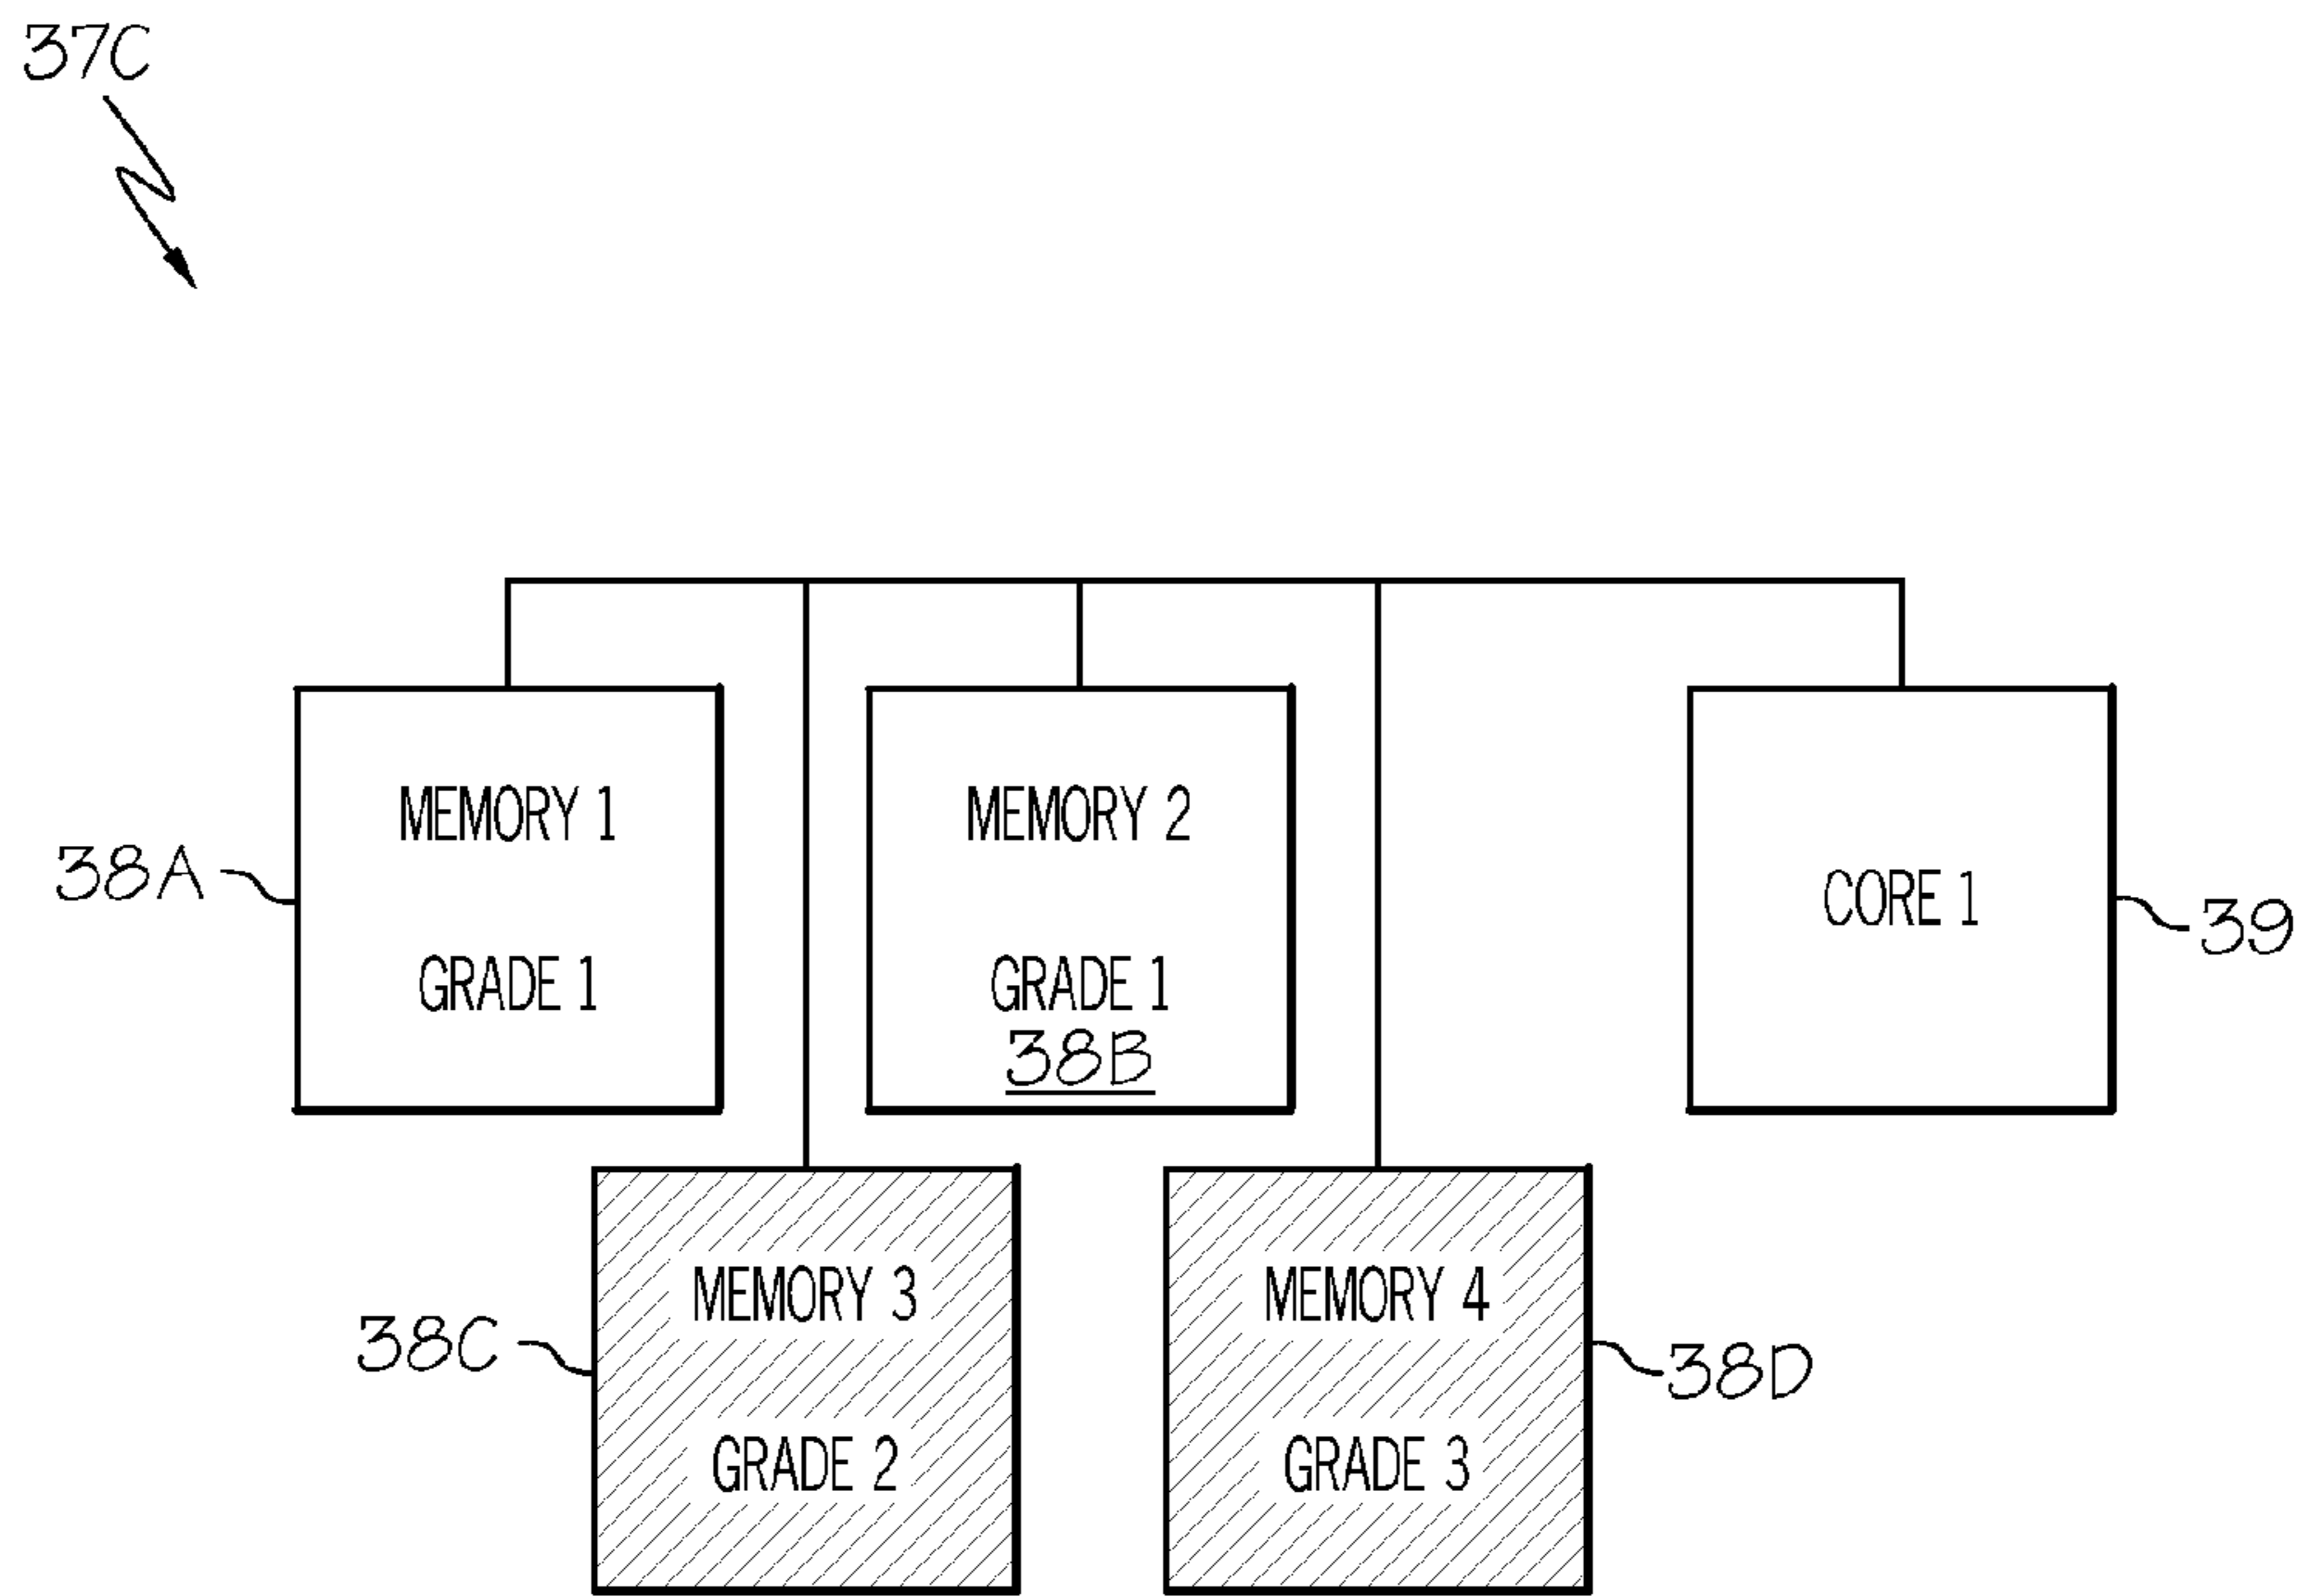 37C
MEMORY 1
GRADE 1
38A
MEMORY 2
GRADE 1
38B
CORE 1
39
MEMORY 3
GRADE 2
38C
MEMORY 4
GRADE 3
38D